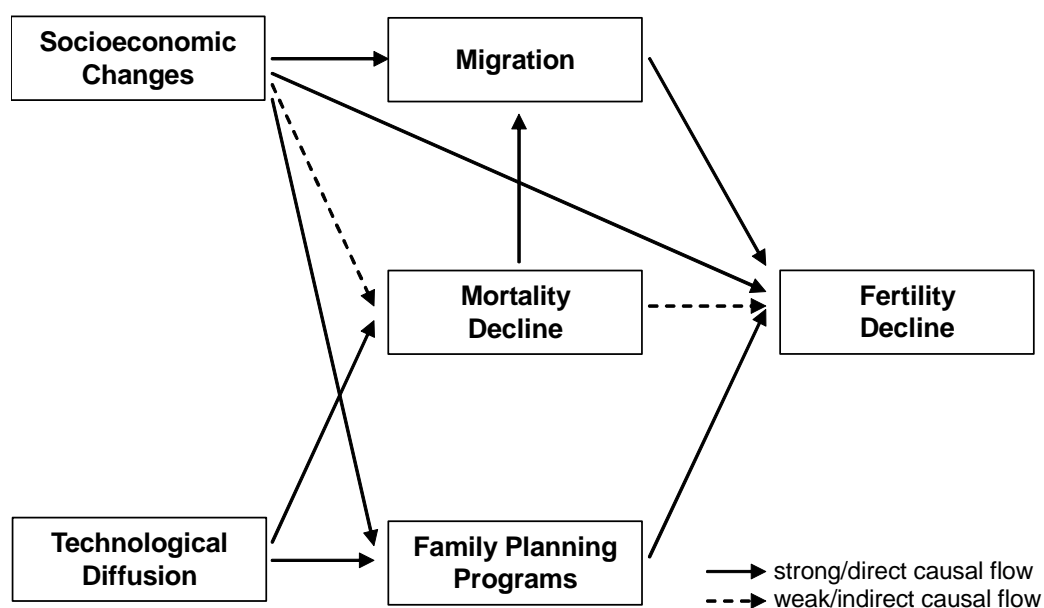 Socioeconomic
Changes
Migration
Mortality
Decline
Fertility
Decline
Technological
Diffusion
Family Planning
Programs
strong/direct causal flow
weak/indirect causal flow